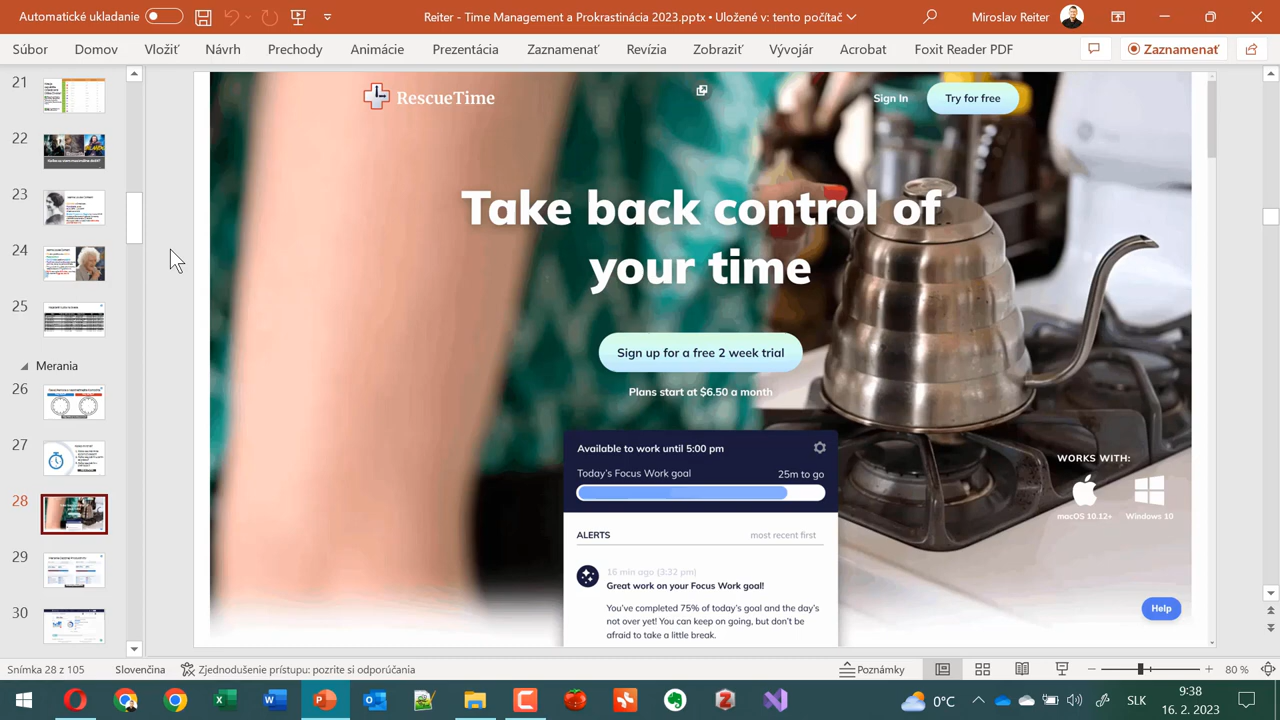 Automatické ukladanie
Reiter - Time Management a Prokrastinácia 2023.pptx • Uložené v: tento počítač
Miroslav Reiter
Súbor
Domov
Vložiť
Návrh
Prechody
Animácie
Prezentácia
Zaznamenať
Revízia
Zobraziť
Vývojár
Acrobat
Foxit Reader PDF
Zaznamenať
21
22
23
24
25
Merania
26
27
28
29
30
RescueTime
Sign In
Try for free
Take back control of
your time
Sign up for a free 2 week trial
Plans start at $6.50 a month
Available to work until 5:00 pm
Today's Focus Work goal
25m to go
ALERTS
most recent first
16 min ago (3:32 pm)
Great work on your Focus Work goal!
You've completed 75% of today's goal and the day's
not over yet! You can keep on going, but don't be
afraid to take a little break.
WORKS WITH:
macOS 10.12+
Windows 10
Help
Snímka 28 z 105
Slovenčina
Zjednodušenie prístupu: pozrite si odporúčania
Poznámky
80 %
0°C
SLK
9:38
16. 2. 2023